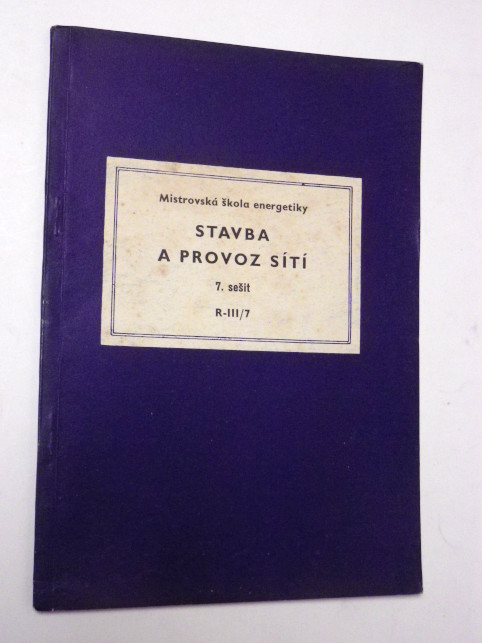 Mistrovská škola energetiky
STAVBA
A PROVOZ SÍTÍ
7. sešit
R-III/7